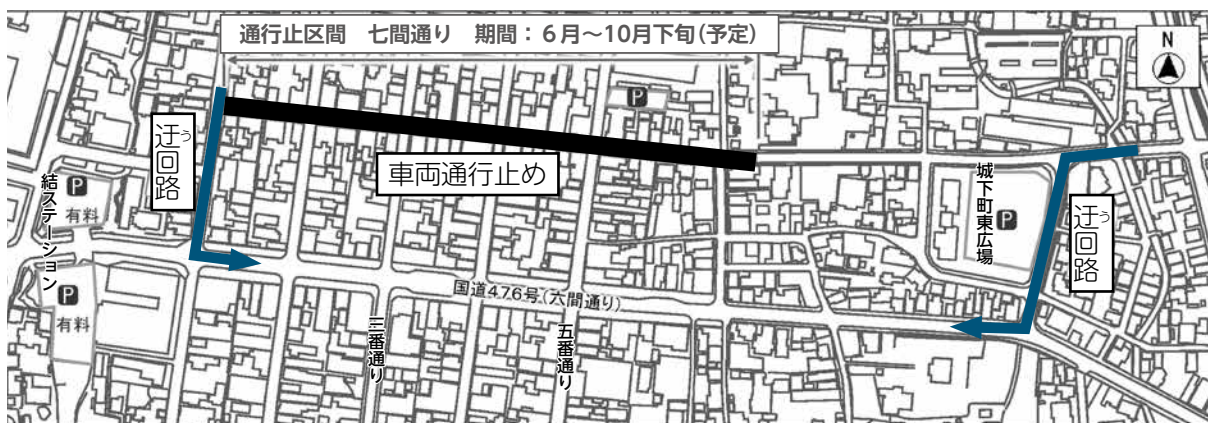 通行止区間 七間通り 期間：６月〜10月下旬(予定)
N
P
迂回路
う
車両通行止め
結ステーション
P
有料
P
有料
城下町東広場
P
迂回路
う
国道476号(六間通り)
三番通り
五番通り